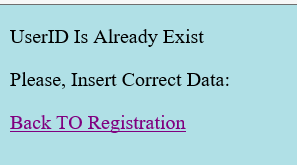 UserID Is Already Exist
Please, Insert Correct Data:
Back TO Registration